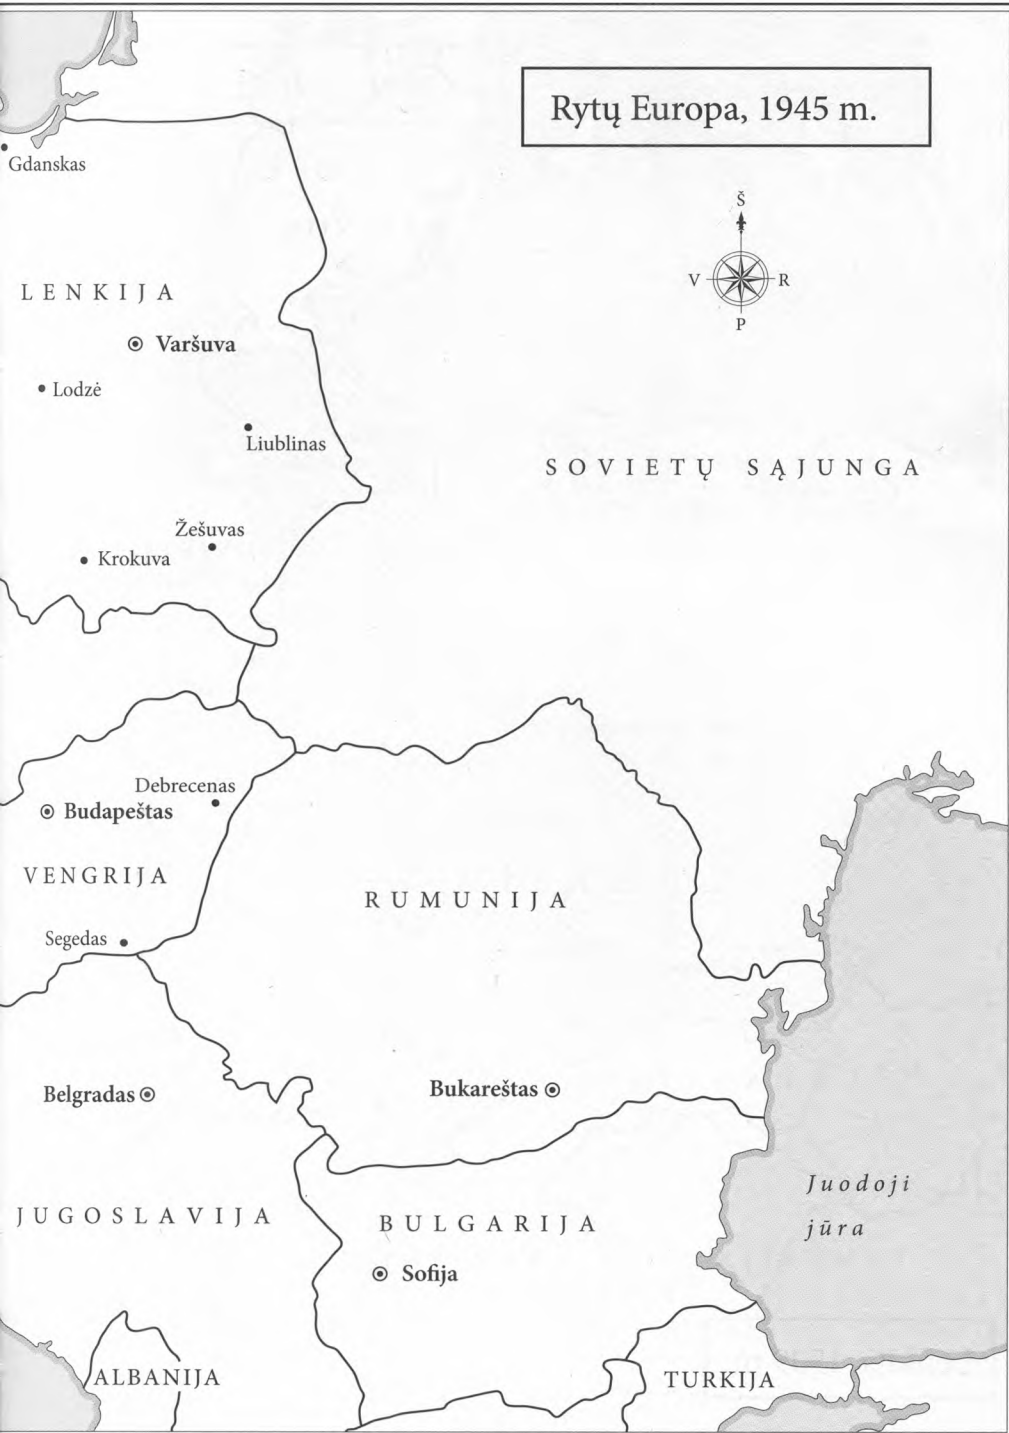 Rytų Europa, 1945 m.
Š
V
R
P
Gdanskas
LENKIJA
Varšuva
Lodzė
Liublinas
SOVIETŲ SĄJUNGA
Žešuvas
Krokuva
Debrecenas
Budapeštas
VENGRIJA
RUMUNIJA
Segedas
Belgradas
Bukareštas
JUGOSLAVIJA
BULGARIJA
Juodoji
jūra
Sofija
ALBANIJA
TURKIJA